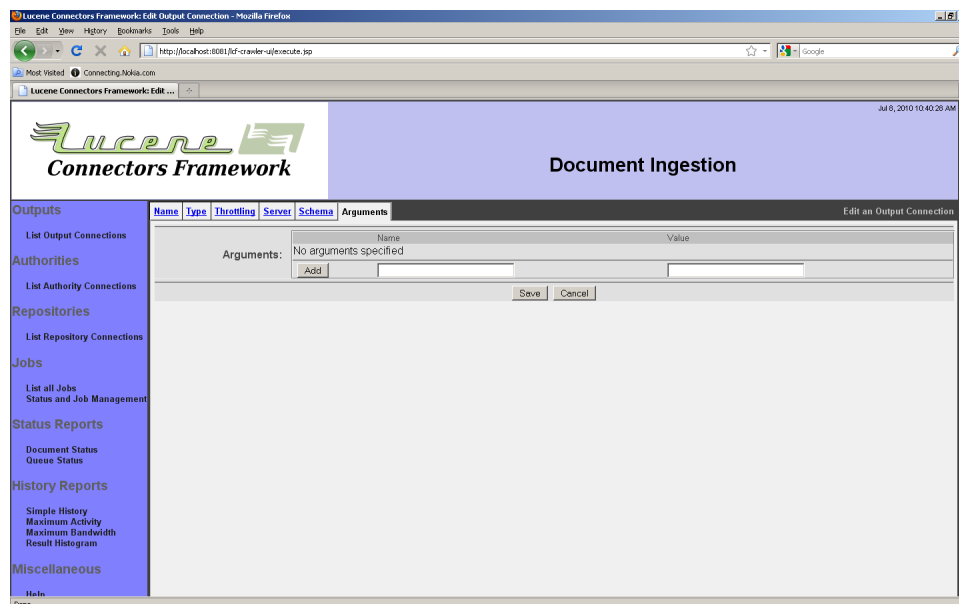 Lucene Connectors Framework: Edit Output Connection - Mozilla Firefox
File Edit View History Bookmarks Tools Help
http://localhost:8081/lcf-crawler-ui/execute.jsp
Google
Most Visited Connecting.Nokia.com
Lucene Connectors Framework: Edit ...
Jul 8, 2010 10:40:28 AM
Lucene
Connectors Framework
Document Ingestion
Outputs
List Output Connections
Authorities
List Authority Connections
Repositories
List Repository Connections
Jobs
List all Jobs
Status and Job Management
Status Reports
Document Status
Queue Status
History Reports
Simple History
Maximum Activity
Maximum Bandwidth
Result Histogram
Miscellaneous
Help
Name Type Throttling Server Schema Arguments
Edit an Output Connection
Name Value
Arguments:
No arguments specified
Add
Save Cancel
Done